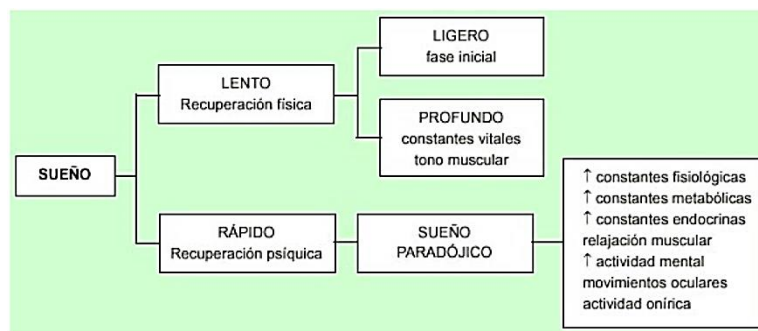 SUEÑO
LENTO
Recuperación física
LIGERO
fase inicial
PROFUNDO
constantes vitales
tono muscular
RÁPIDO
Recuperación psíquica
SUEÑO
PARADÓJICO
↑ constantes fisiológicas
↑ constantes metabólicas
↑ constantes endocrinas
relajación muscular
↑ actividad mental
movimientos oculares
actividad onírica